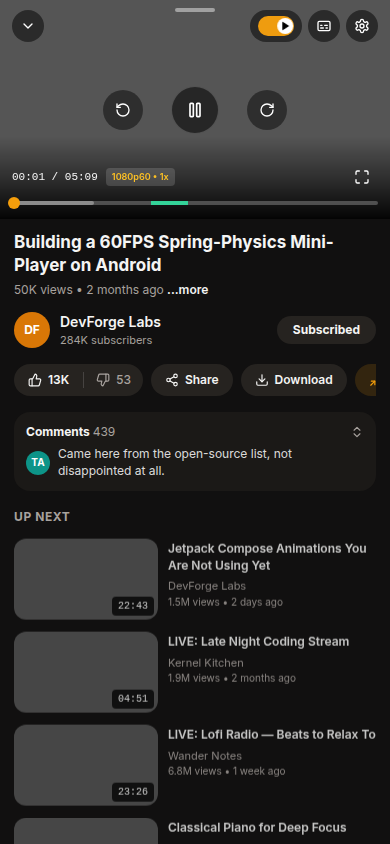 00:01 / 05:09
1080p60 • 1x
Building a 60FPS Spring-Physics Mini-
Player on Android
50K views • 2 months ago ...more
DF
DevForge Labs
284K subscribers
Subscribed
13K
53
Share
Download
Comments 439
TA
Came here from the open-source list, not
disappointed at all.
UP NEXT
22:43
Jetpack Compose Animations You
Are Not Using Yet
DevForge Labs
1.5M views • 2 days ago
04:51
LIVE: Late Night Coding Stream
Kernel Kitchen
1.9M views • 2 months ago
23:26
LIVE: Lofi Radio — Beats to Relax To
Wander Notes
6.8M views • 1 week ago
Classical Piano for Deep Focus